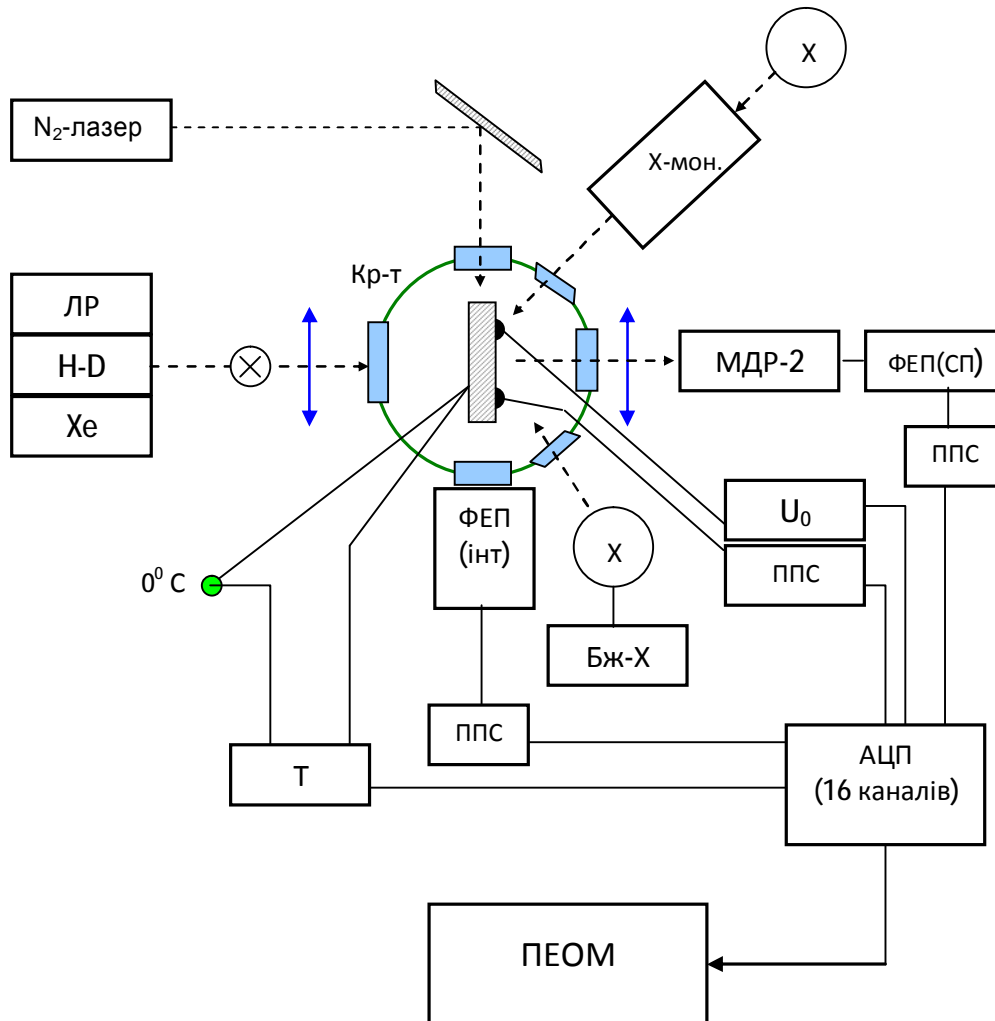 X
N₂-лазер
Х-мон.
Кр-т
ЛР
H-D
Xe
МДР-2
ФЕП(СП)
ППС
U₀
ППС
ФЕП
(інт)
X
0⁰ С
Бж-Х
ППС
Т
АЦП
(16 каналів)
ПЕОМ